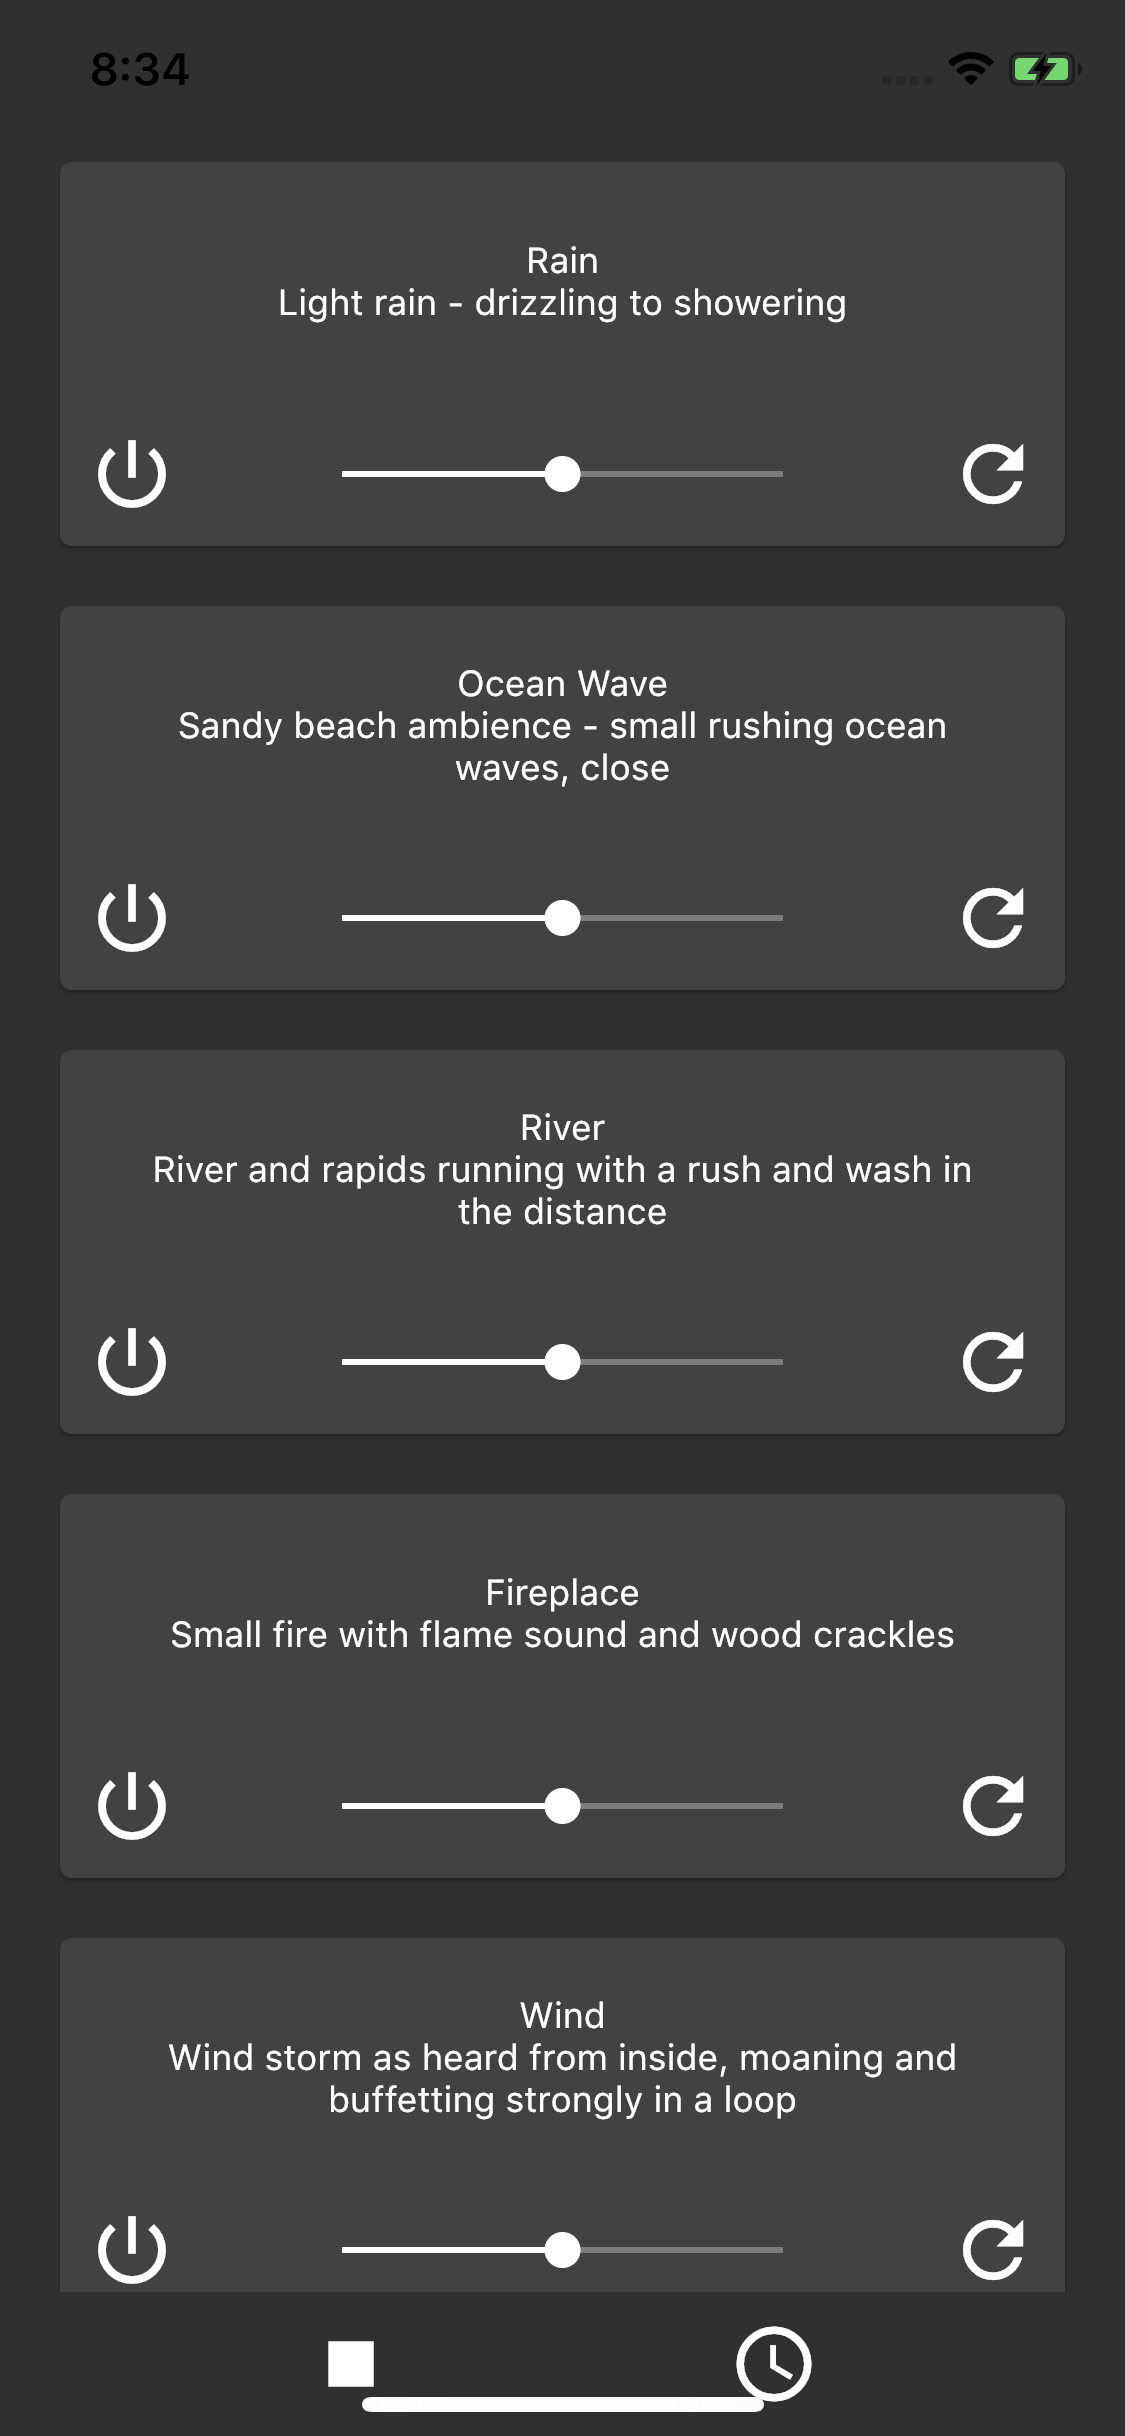 8:34
Rain
Light rain - drizzling to showering
Ocean Wave
Sandy beach ambience - small rushing ocean
waves, close
River
River and rapids running with a rush and wash in
the distance
Fireplace
Small fire with flame sound and wood crackles
Wind
Wind storm as heard from inside, moaning and
buffetting strongly in a loop